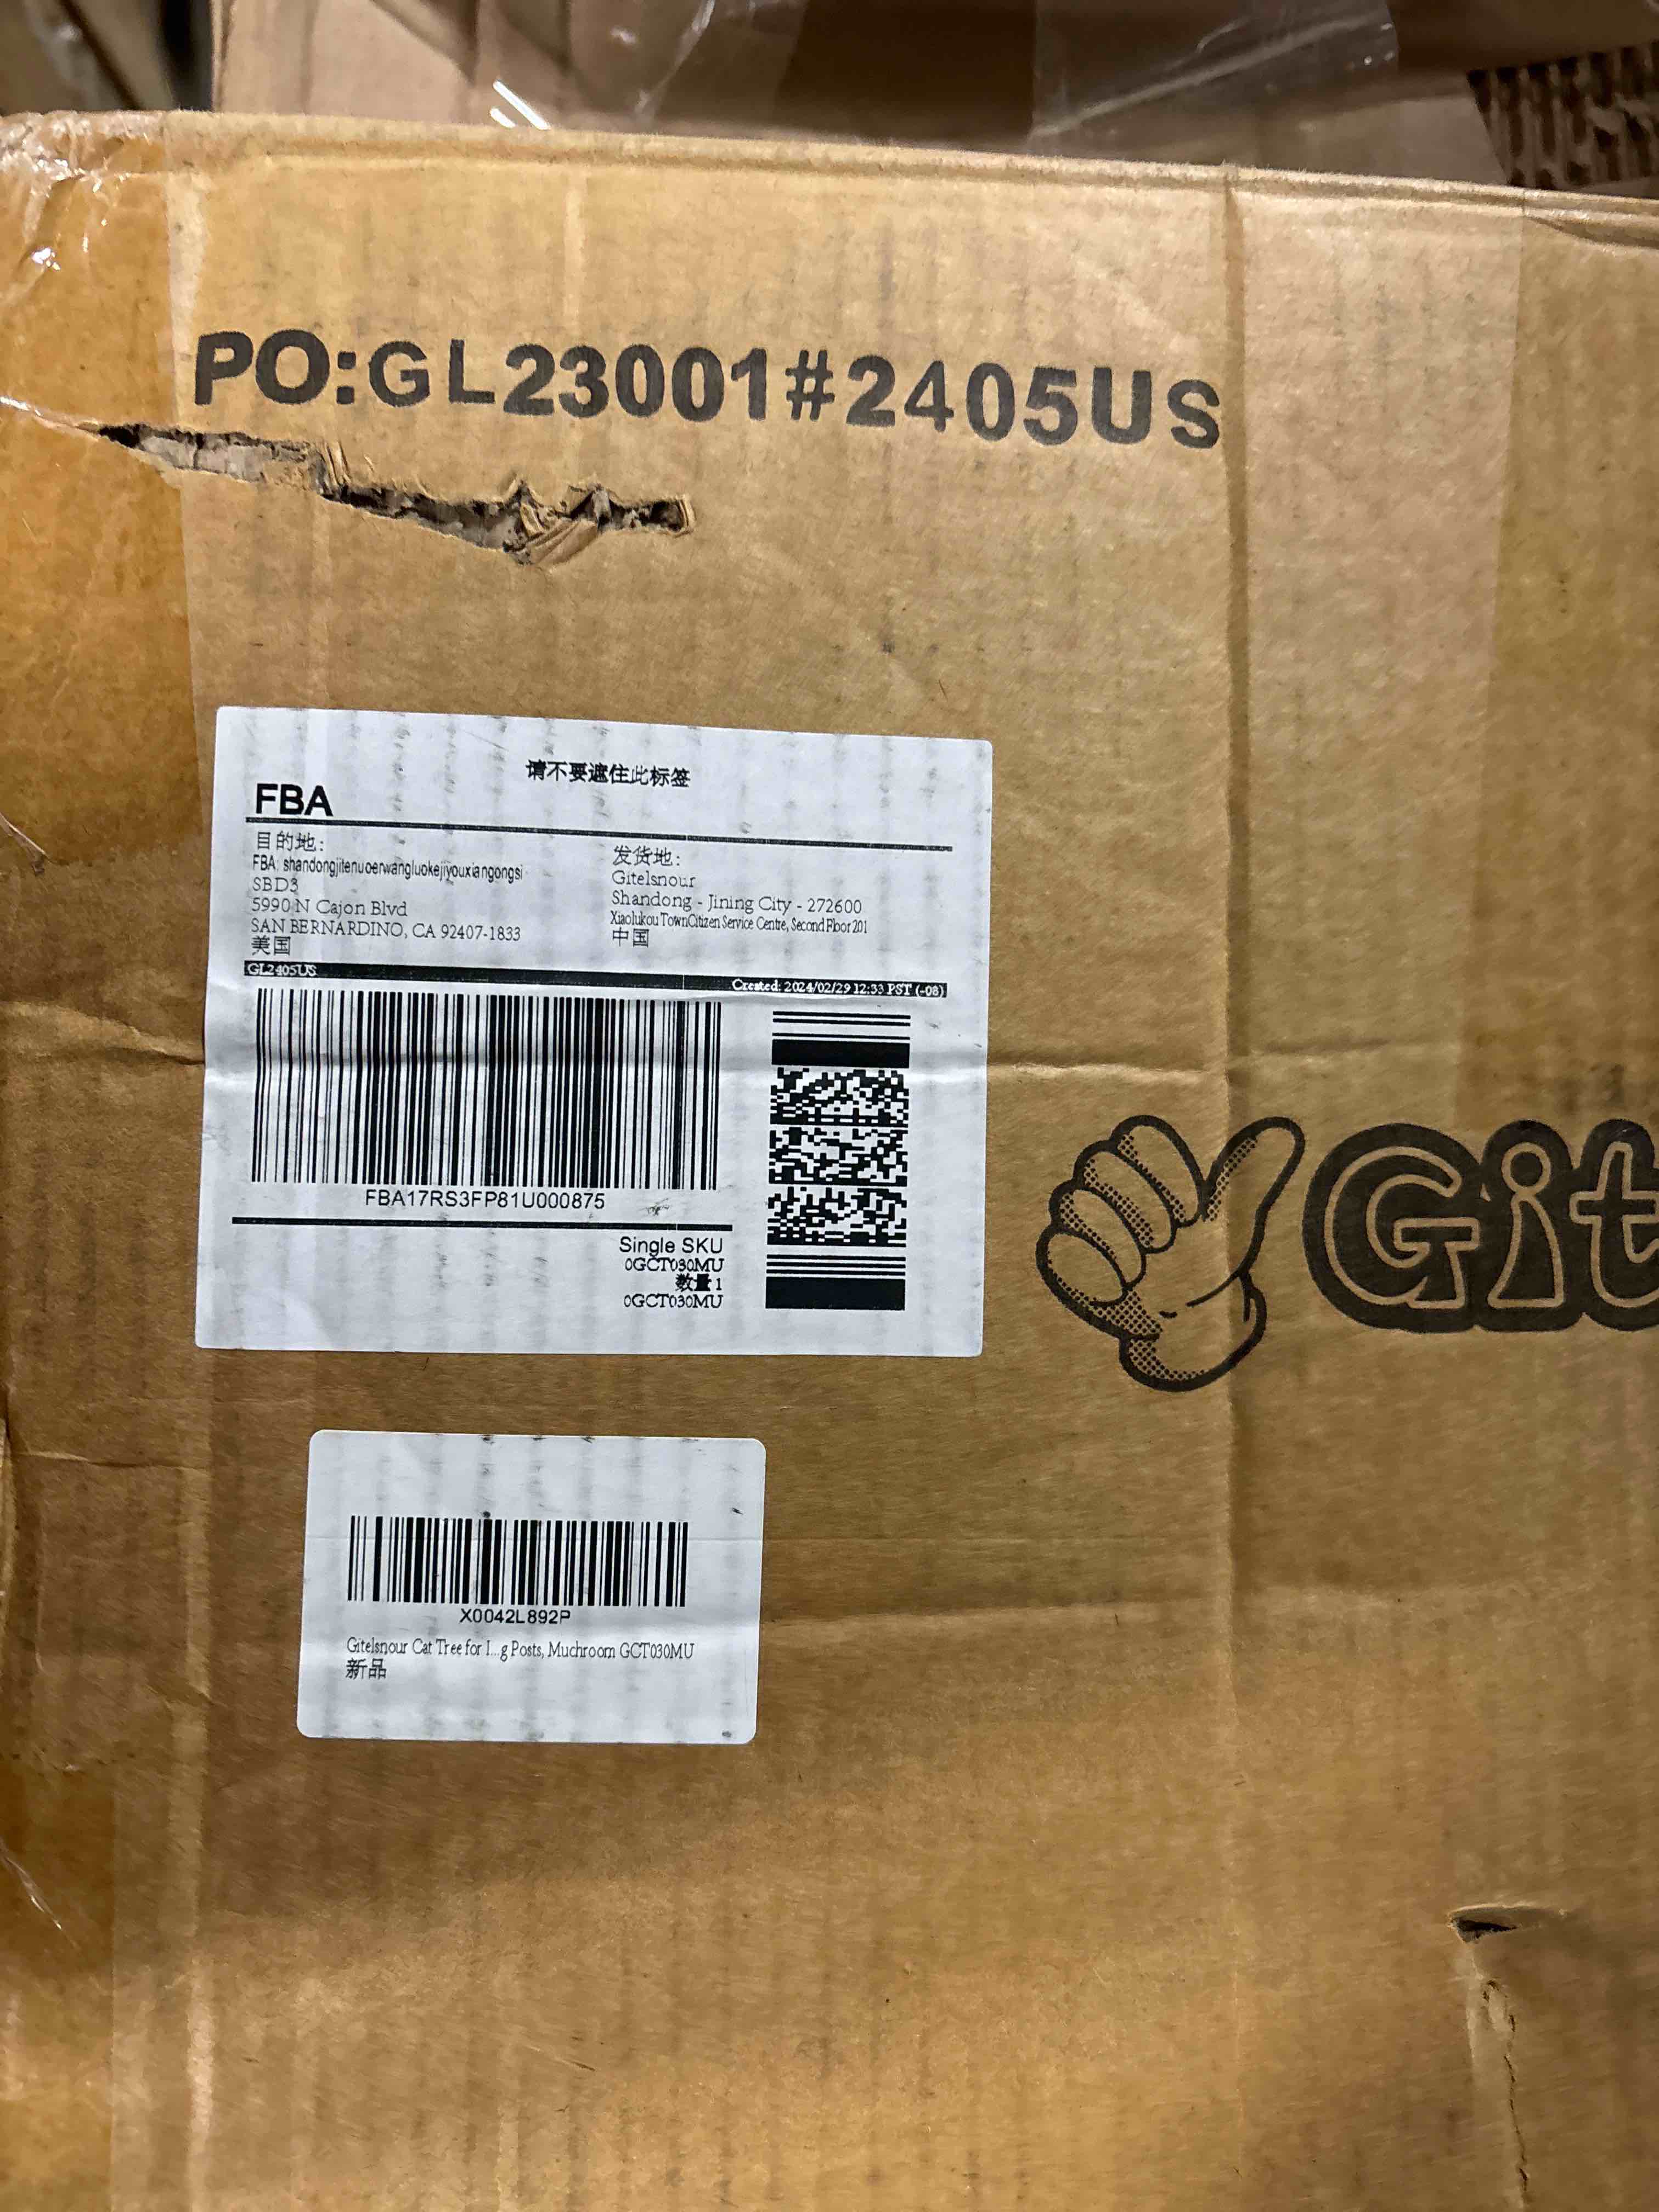 PO:GL23001#2405US
请不要遮住此标签
FBA
目的地:
FBA: shandongjitenuoerwangluokejiyouxiangongsi
SBD3
5990 N Cajon Blvd
SAN BERNARDINO, CA 92407-1833
美国
发货地:
Gitelsnour
Shandong - Jining City - 272600
Xiaolukou TownCitizen Service Centre, Second Floor 201
中国
GL2405US
Created: 2024/02/29 12:33 PST (-08)
FBA17RS3FP81U000875
Single SKU
0GCT030MU
数量 1
0GCT030MU
Git
X0042L892P
Gitelsnour Cat Tree for I...g Posts, Muchroom GCT030MU
新品